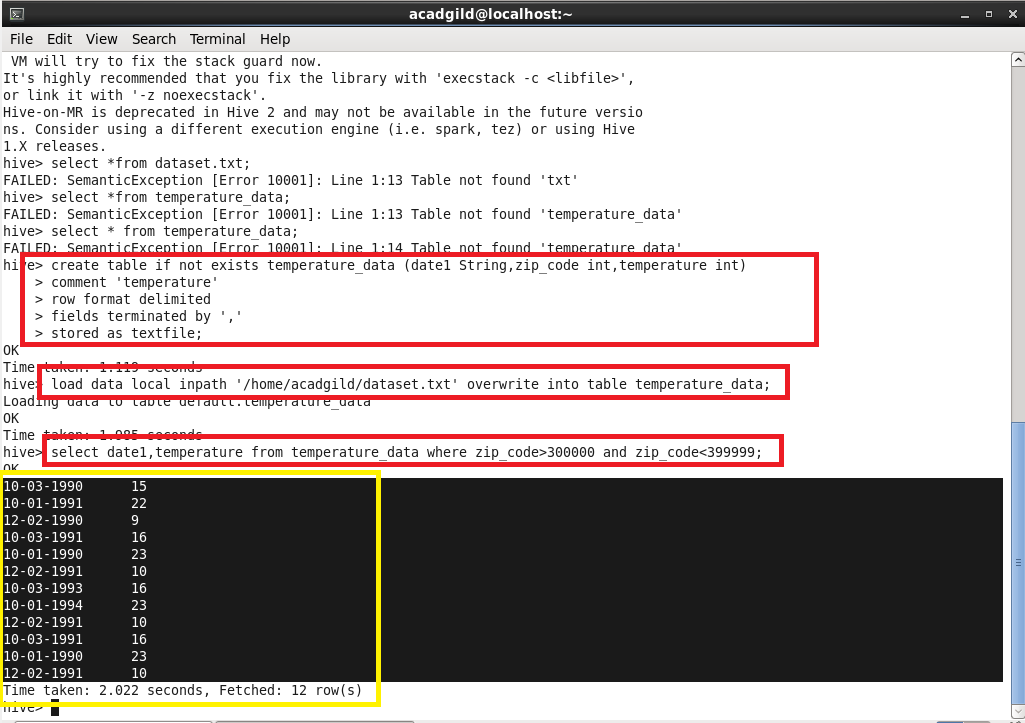 acadgild@localhost:~
File Edit View Search Terminal Help
VM will try to fix the stack guard now.
It's highly recommended that you fix the library with 'execstack -c <libfile>',
or link it with '-z noexecstack'.
Hive-on-MR is deprecated in Hive 2 and may not be available in the future versio
ns. Consider using a different execution engine (i.e. spark, tez) or using Hive
1.X releases.
hive> select *from dataset.txt;
FAILED: SemanticException [Error 10001]: Line 1:13 Table not found 'txt'
hive> select *from temperature_data;
FAILED: SemanticException [Error 10001]: Line 1:13 Table not found 'temperature_data'
hive> select * from temperature_data;
FAILED: SemanticException [Error 10001]: Line 1:14 Table not found 'temperature_data'
hive> create table if not exists temperature_data (date1 String,zip_code int,temperature int)
> comment 'temperature'
> row format delimited
> fields terminated by ','
> stored as textfile;
OK
Time taken: 1.119 seconds
hive> load data local inpath '/home/acadgild/dataset.txt' overwrite into table temperature_data;
Loading data to table default.temperature_data
OK
Time taken: 1.085 seconds
hive> select date1,temperature from temperature_data where zip_code>300000 and zip_code<399999;
OK
10-03-1990 15
10-01-1991 22
12-02-1990 9
10-03-1991 16
10-01-1990 23
12-02-1991 10
10-03-1993 16
10-01-1994 23
12-02-1991 10
10-03-1991 16
10-01-1990 23
12-02-1991 10
Time taken: 2.022 seconds, Fetched: 12 row(s)
hive>